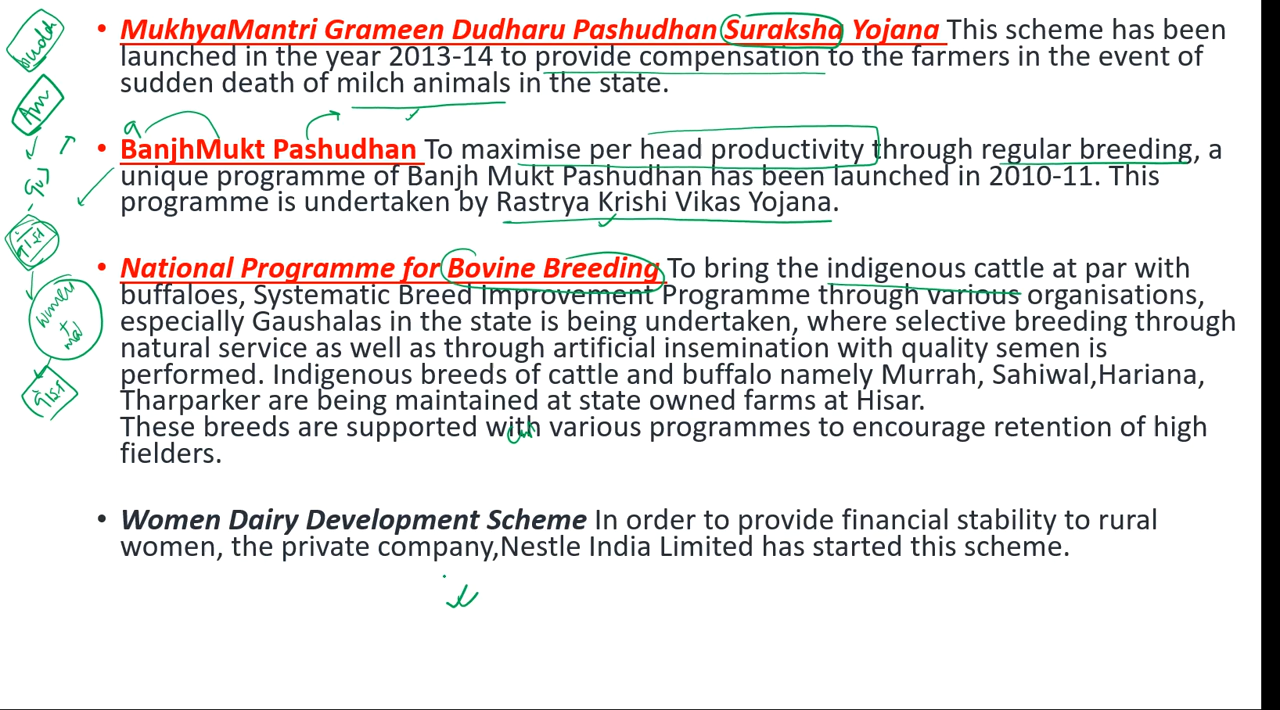 • MukhyaMantri Grameen Dudharu Pashudhan Suraksha Yojana This scheme has been
launched in the year 2013-14 to provide compensation to the farmers in the event of
sudden death of milch animals in the state.
• BanjhMukt Pashudhan To maximise per head productivity through regular breeding, a
unique programme of Banjh Mukt Pashudhan has been launched in 2010-11. This
programme is undertaken by Rastrya Krishi Vikas Yojana.
• National Programme for Bovine Breeding To bring the indigenous cattle at par with
buffaloes, Systematic Breed Improvement Programme through various organisations,
especially Gaushalas in the state is being undertaken, where selective breeding through
natural service as well as through artificial insemination with quality semen is
performed. Indigenous breeds of cattle and buffalo namely Murrah, Sahiwal,Hariana,
Tharparker are being maintained at state owned farms at Hisar.
These breeds are supported with various programmes to encourage retention of high
fielders.
• Women Dairy Development Scheme In order to provide financial stability to rural
women, the private company,Nestle India Limited has started this scheme.